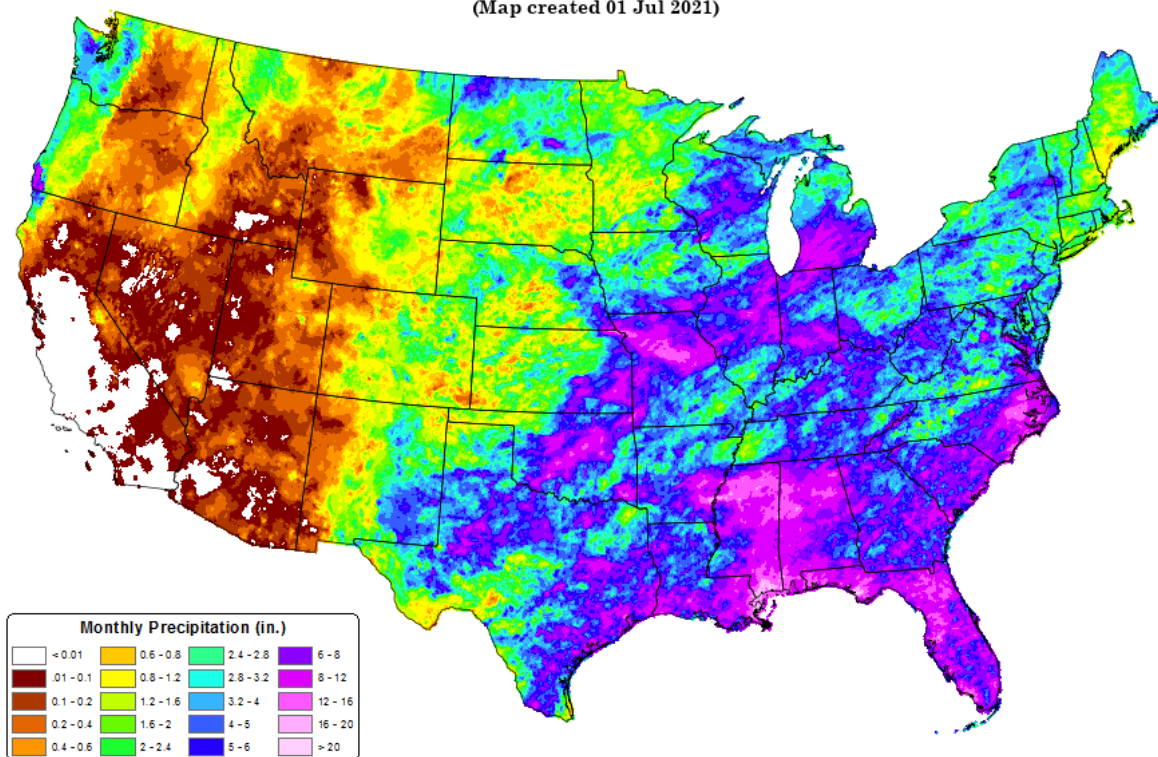 (Map created 01 Jul 2021)
Monthly Precipitation (in.)
< 0.01
.01 - 0.1
0.1 - 0.2
0.2 - 0.4
0.4 - 0.6
0.6 - 0.8
0.8 - 1.2
1.2 - 1.6
1.6 - 2
2 - 2.4
2.4 - 2.8
2.8 - 3.2
3.2 - 4
4 - 5
5 - 6
6 - 8
8 - 12
12 - 16
16 - 20
> 20